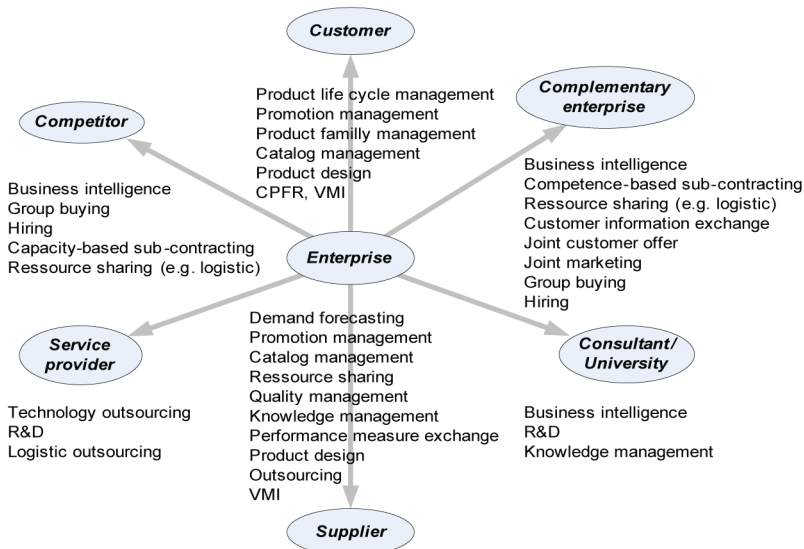 Customer
Product life cycle management
Promotion management
Product familly management
Catalog management
Product design
CPFR, VMI
Competitor
Business intelligence
Group buying
Hiring
Capacity-based sub-contracting
Ressource sharing (e.g. logistic)
Complementary
enterprise
Business intelligence
Competence-based sub-contracting
Ressource sharing (e.g. logistic)
Customer information exchange
Joint customer offer
Joint marketing
Group buying
Hiring
Enterprise
Service
provider
Technology outsourcing
R&D
Logistic outsourcing
Demand forecasting
Promotion management
Catalog management
Ressource sharing
Quality management
Knowledge management
Performance measure exchange
Product design
Outsourcing
VMI
Consultant/
University
Business intelligence
R&D
Knowledge management
Supplier